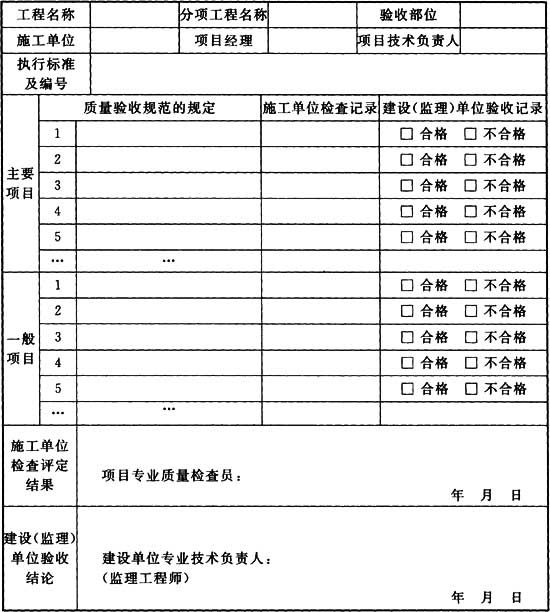 工程名称 分项工程名称 验收部位
施工单位 项目经理 项目技术负责人
执行标准
及编号
质量验收规范的规定 施工单位检查记录 建设(监理)单位验收记录
主要
项目
1 □ 合格 □ 不合格
2 □ 合格 □ 不合格
3 □ 合格 □ 不合格
4 □ 合格 □ 不合格
5 □ 合格 □ 不合格
… …
一般
项目
1 □ 合格 □ 不合格
2 □ 合格 □ 不合格
3 □ 合格 □ 不合格
4 □ 合格 □ 不合格
5 □ 合格 □ 不合格
… …
施工单位
检查评定
结果
项目专业质量检查员:
年 月 日
建设(监理)
单位验收
结论
建设单位专业技术负责人:
(监理工程师)
年 月 日